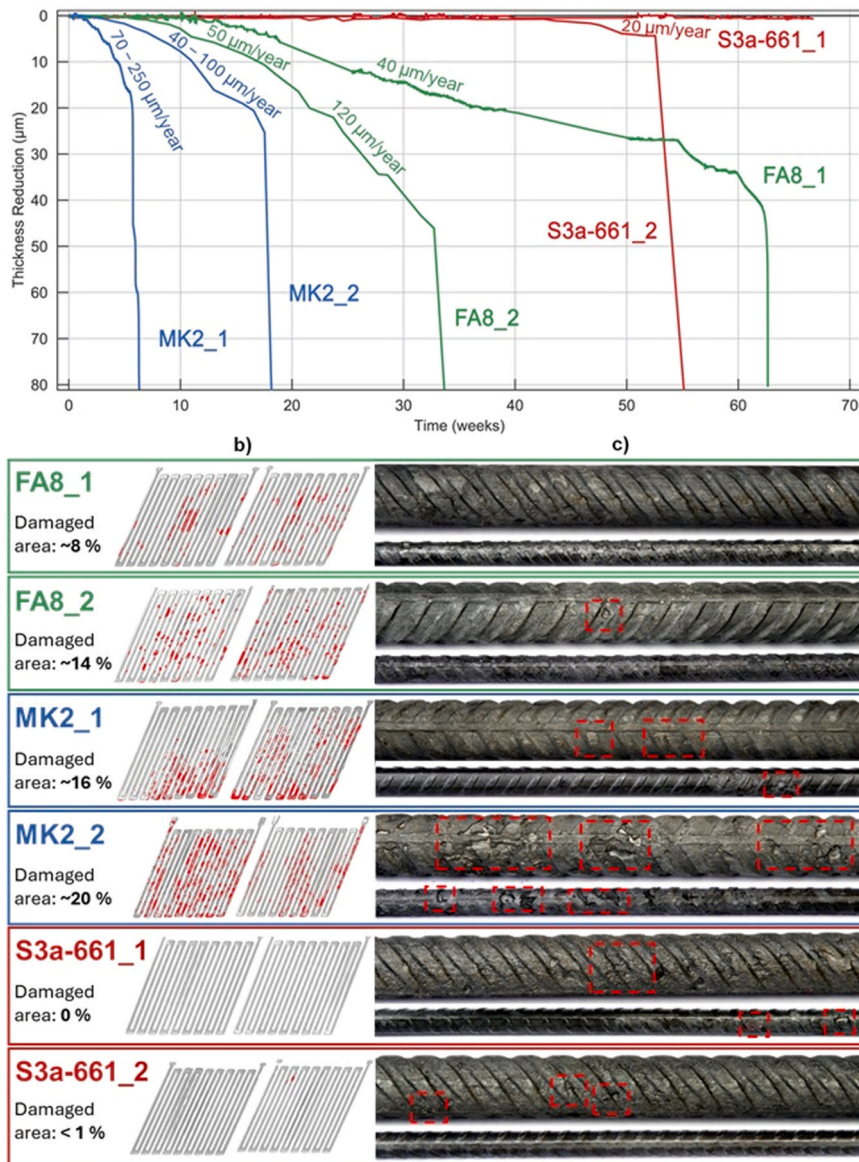 0
10
20
30
40
50
60
70
80
Thickness Reduction (μm)
70 – 250 μm/year
40 – 100 μm/year
50 μm/year
120 μm/year
40 μm/year
20 μm/year
S3a-661_1
FA8_1
S3a-661_2
MK2_2
FA8_2
MK2_1
0 10 20 30 40 50 60 70
Time (weeks)
b) c)
FA8_1
Damaged
area: ~8 %
FA8_2
Damaged
area: ~14 %
MK2_1
Damaged
area: ~16 %
MK2_2
Damaged
area: ~20 %
S3a-661_1
Damaged
area: 0 %
S3a-661_2
Damaged
area: < 1 %